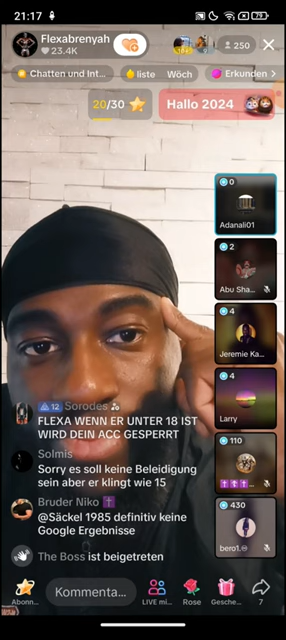 21:17
79
Flexabrenyah
23.4K
250
Chatten und Int...
liste
Wöch
Erkunden
20/30
Hallo 2024
0
Adanali01
2
Abu Sha...
4
Jeremie Ka...
4
Larry
110
430
bero1.
12 Sorodes
FLEXA WENN ER UNTER 18 IST
WIRD DEIN ACC GESPERRT
Solmis
Sorry es soll keine Beleidigung
sein aber er klingt wie 15
Bruder Niko
@Säckel 1985 definitiv keine
Google Ergebnisse
The Boss ist beigetreten
Abonn...
Kommenta...
LIVE mi...
Rose
Gesche...
7